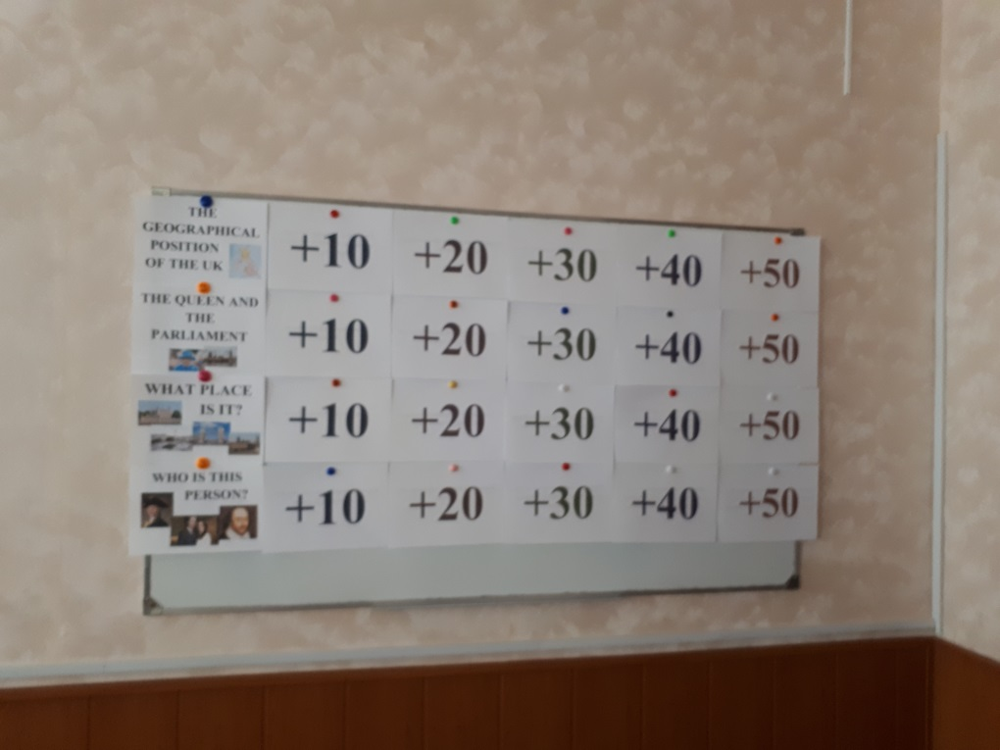 THE
GEOGRAPHICAL
POSITION
OF THE UK
+10 +20 +30 +40 +50
THE QUEEN AND
THE
PARLIAMENT
+10 +20 +30 +40 +50
WHAT PLACE
IS IT?
+10 +20 +30 +40 +50
WHO IS THIS
PERSON?
+10 +20 +30 +40 +50